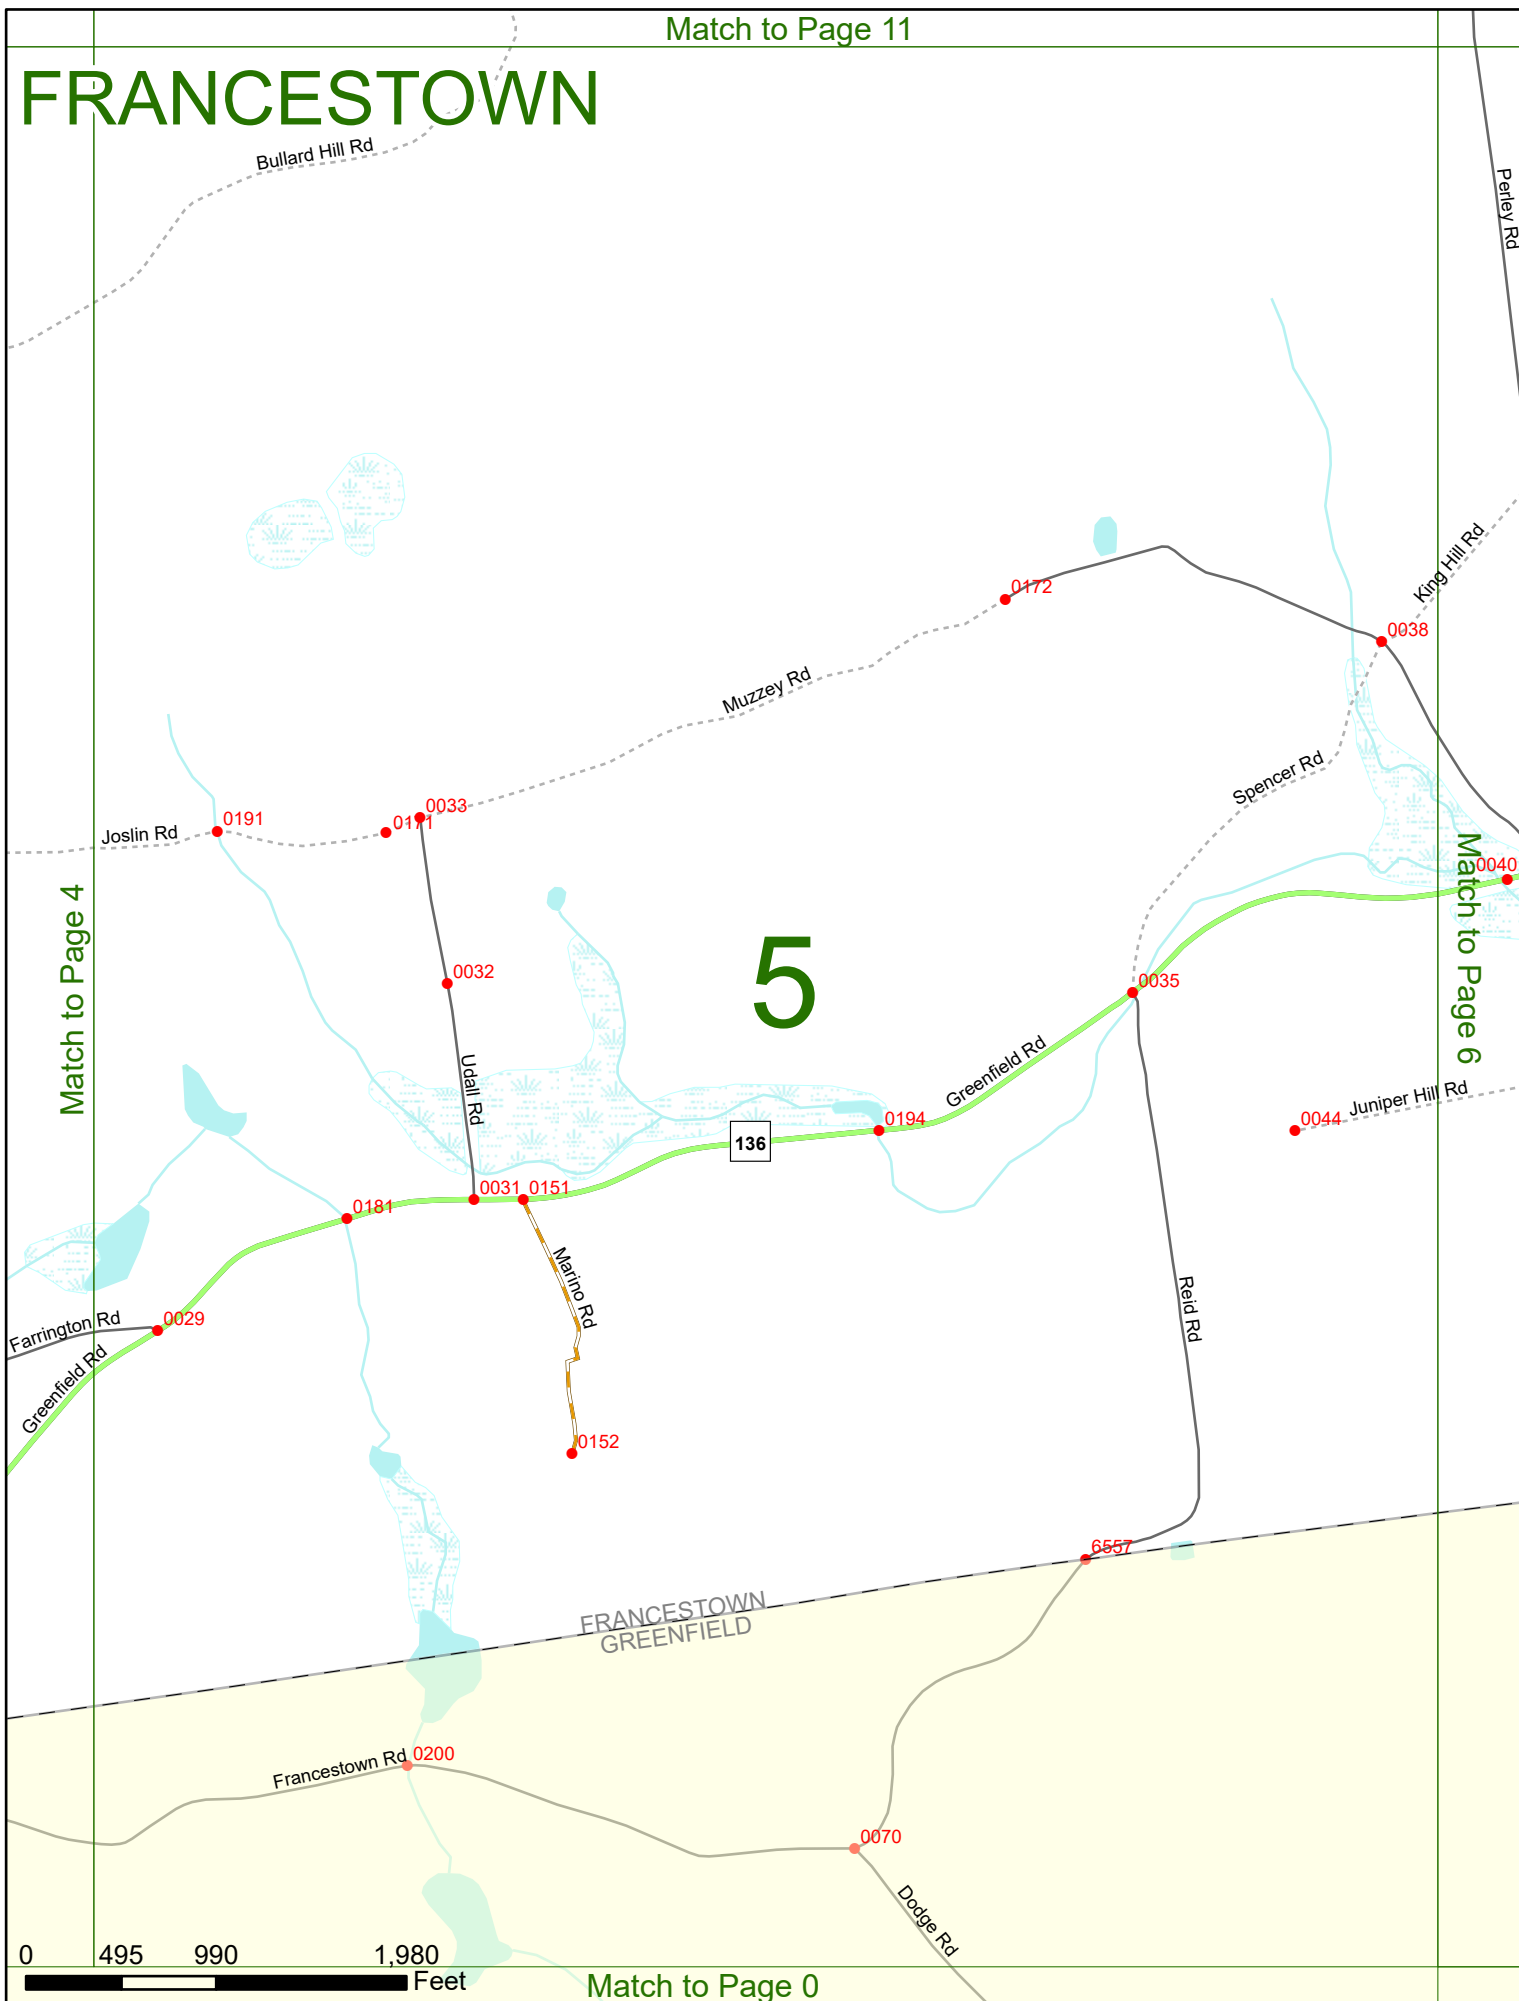 Match to Page 11
FRANCESTOWN
Bullard Hill Rd
Perley Rd
King Hill Rd
0172
0038
Muzzey Rd
Spencer Rd
0033
0191
0171
Joslin Rd
Match to Page 4
0040
Match to Page 6
5
0032
0035
Udall Rd
Greenfield Rd
Juniper Hill Rd
0044
0194
136
0031
0151
0181
Marino Rd
Reid Rd
Farrington Rd
0029
Greenfield Rd
0152
6557
FRANCESTOWN
GREENFIELD
Francestown Rd
0200
0070
Dodge Rd
0 495 990 1,980
Feet
Match to Page 0